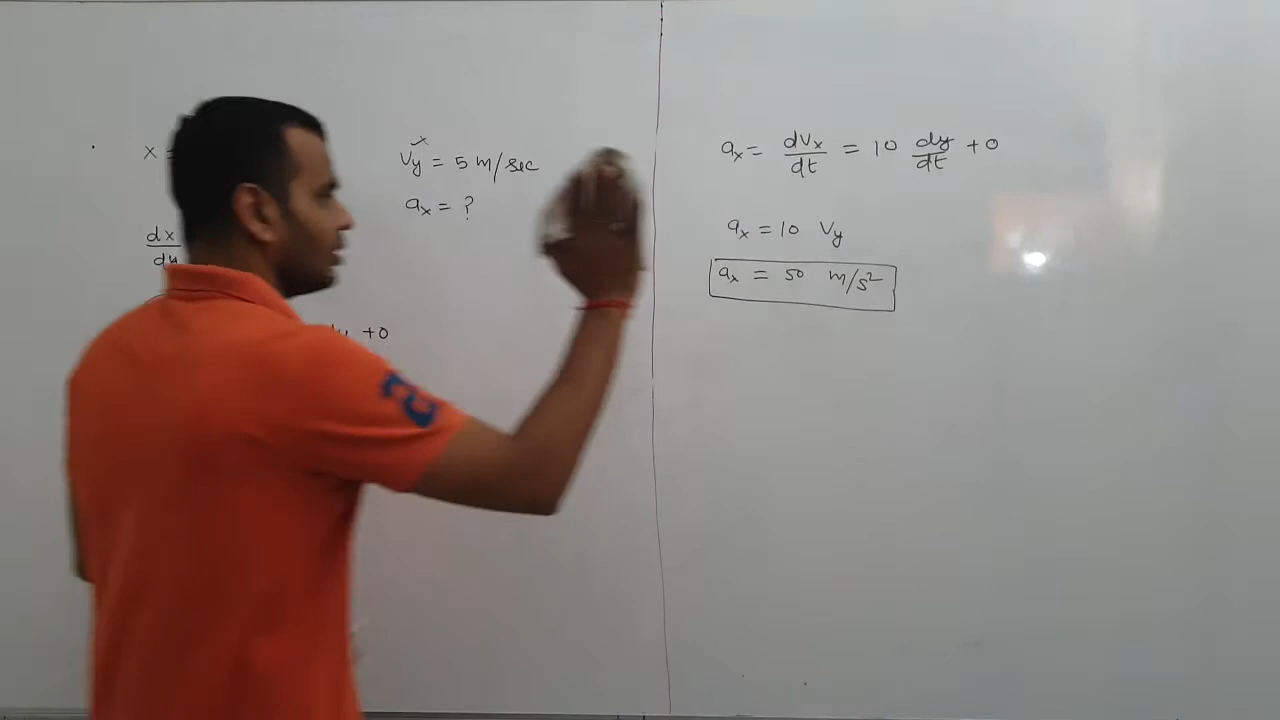 x =
Vy = 5 m/sec
ax = ?
dx/dy
+0
ax = dVx/dt = 10 dy/dt +0
ax = 10 Vy
ax = 50 m/s²